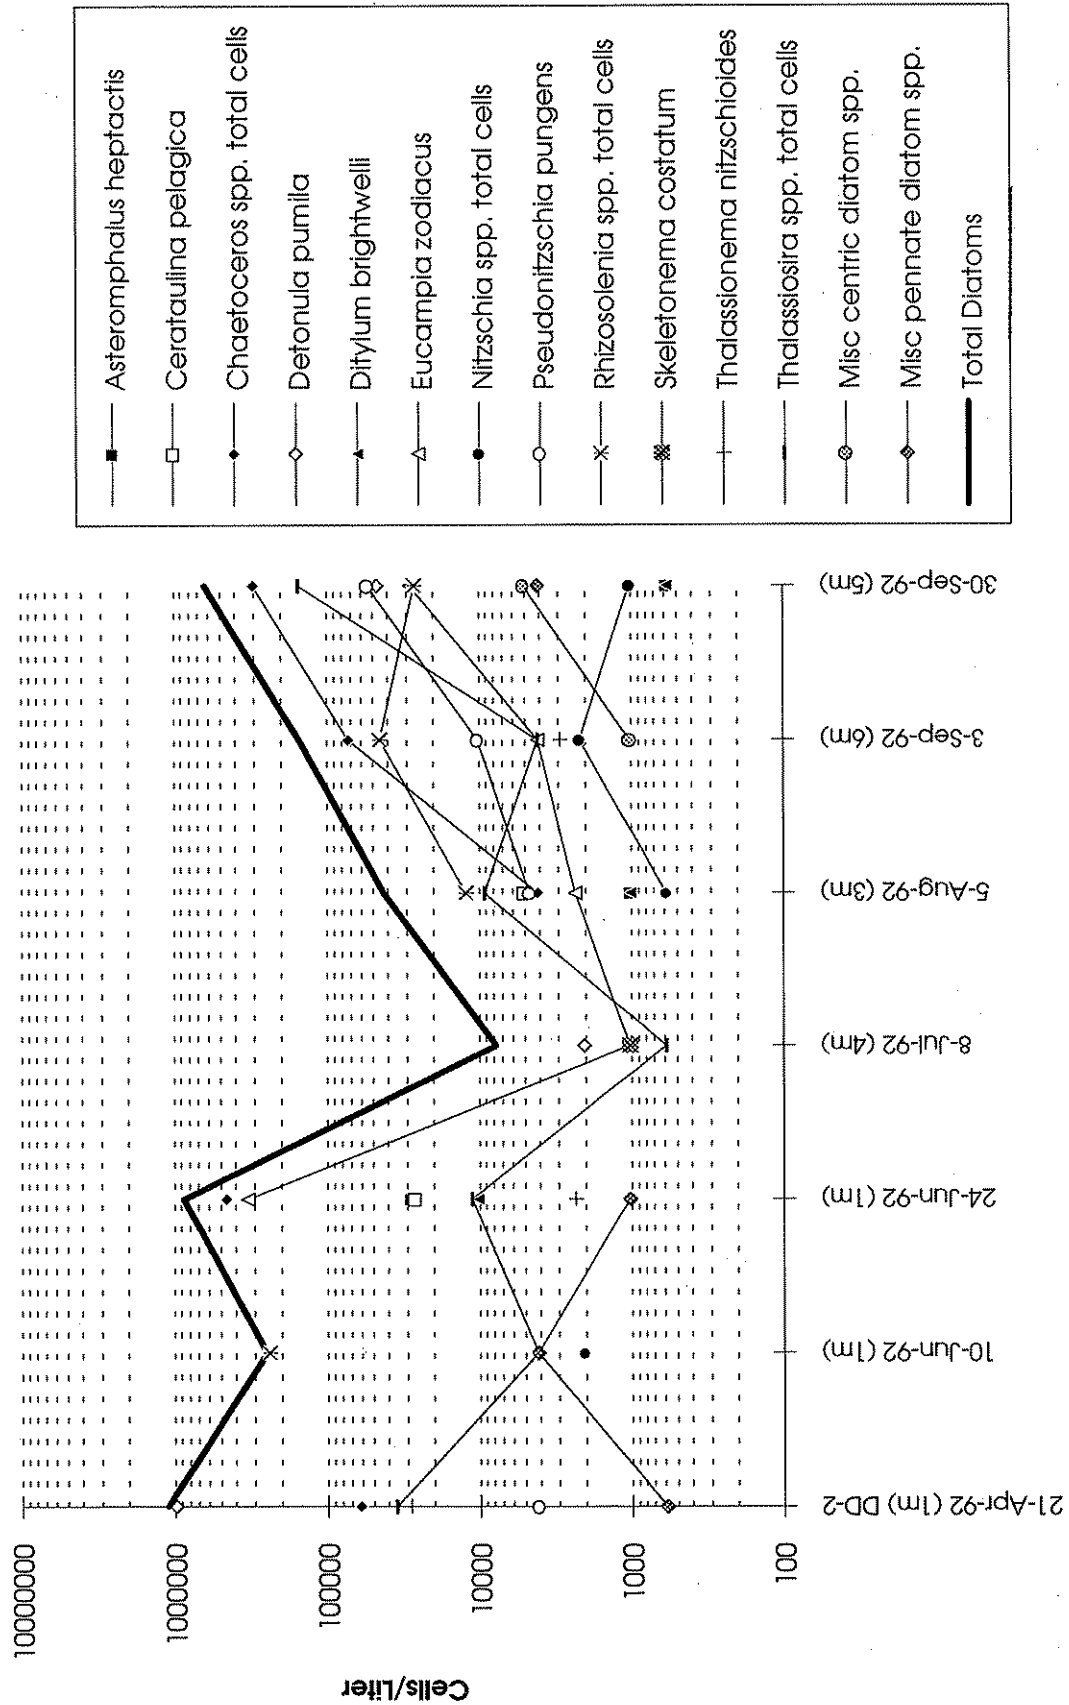 Cells/Liter
10000000
1000000
100000
10000
1000
100
21-Apr-92 (1m) DD-2
10-Jun-92 (1m)
24-Jun-92 (1m)
8-Jul-92 (4m)
5-Aug-92 (3m)
3-Sep-92 (6m)
30-Sep-92 (5m)
Asteromphalus heptactis
Cerataulina pelagica
Chaetoceros spp. total cells
Detonula pumila
Ditylum brightwelli
Eucampia zodiacus
Nitzschia spp. total cells
Pseudonitzschia pungens
Rhizosolenia spp. total cells
Skeletonema costatum
Thalassionema nitzschioides
Thalassiosira spp. total cells
Misc centric diatom spp.
Misc pennate diatom spp.
Total Diatoms